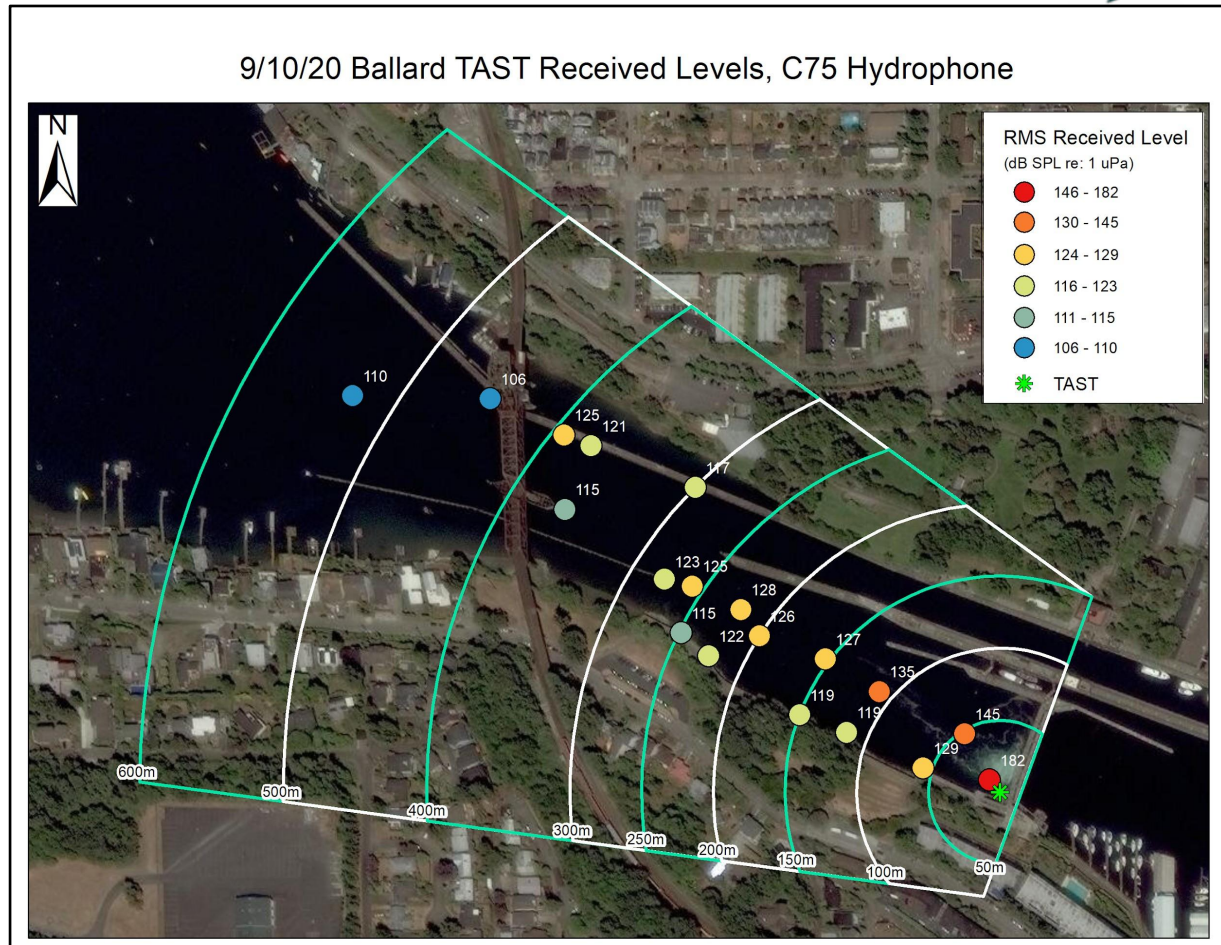 9/10/20 Ballard TAST Received Levels, C75 Hydrophone
N
RMS Received Level
(dB SPL re: 1 uPa)
146 - 182
130 - 145
124 - 129
116 - 123
111 - 115
106 - 110
TAST
110
106
125
121
117
115
123
125
128
115
126
122
127
135
119
119
145
129
182
600m
500m
400m
300m
250m
200m
150m
100m
50m